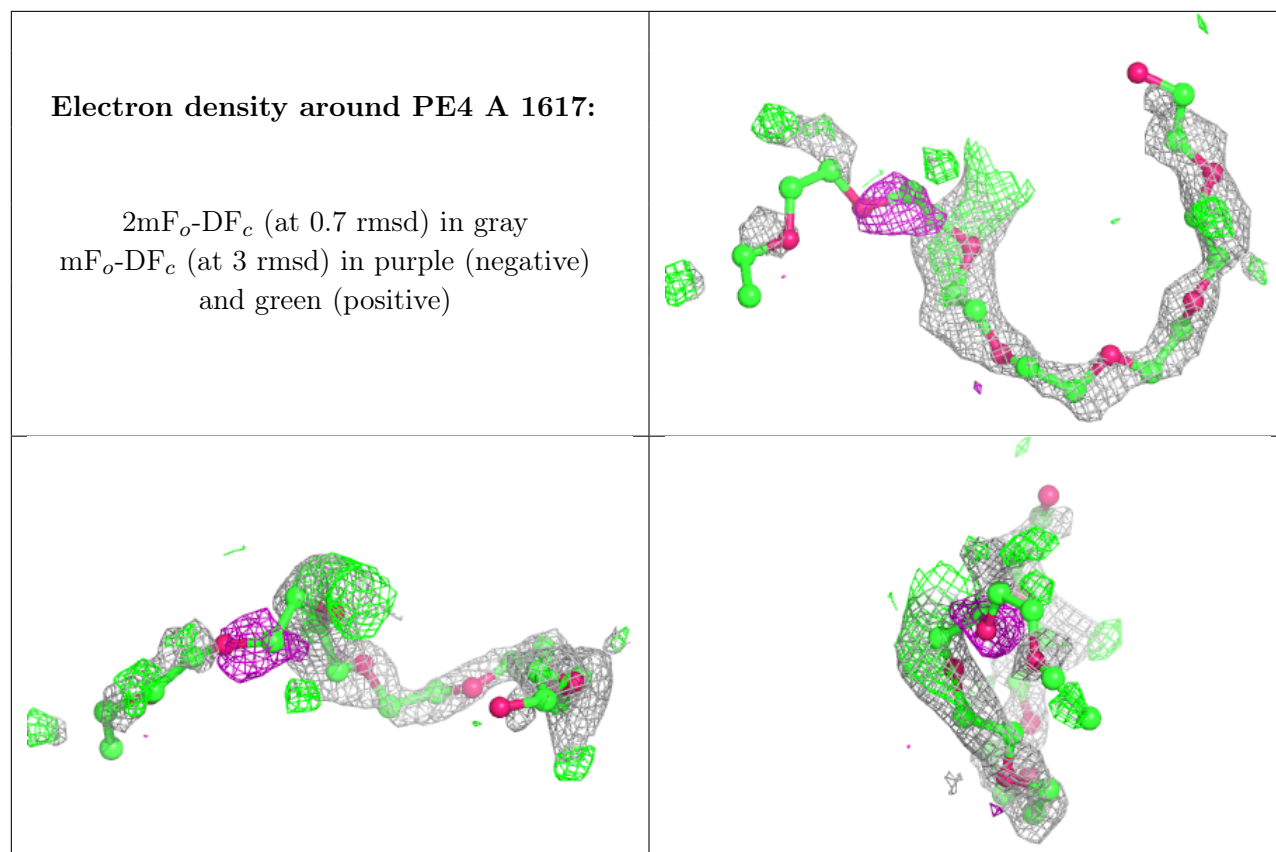 Electron density around PE4 A 1617:
2mFo-DFc (at 0.7 rmsd) in gray
mFo-DFc (at 3 rmsd) in purple (negative)
and green (positive)